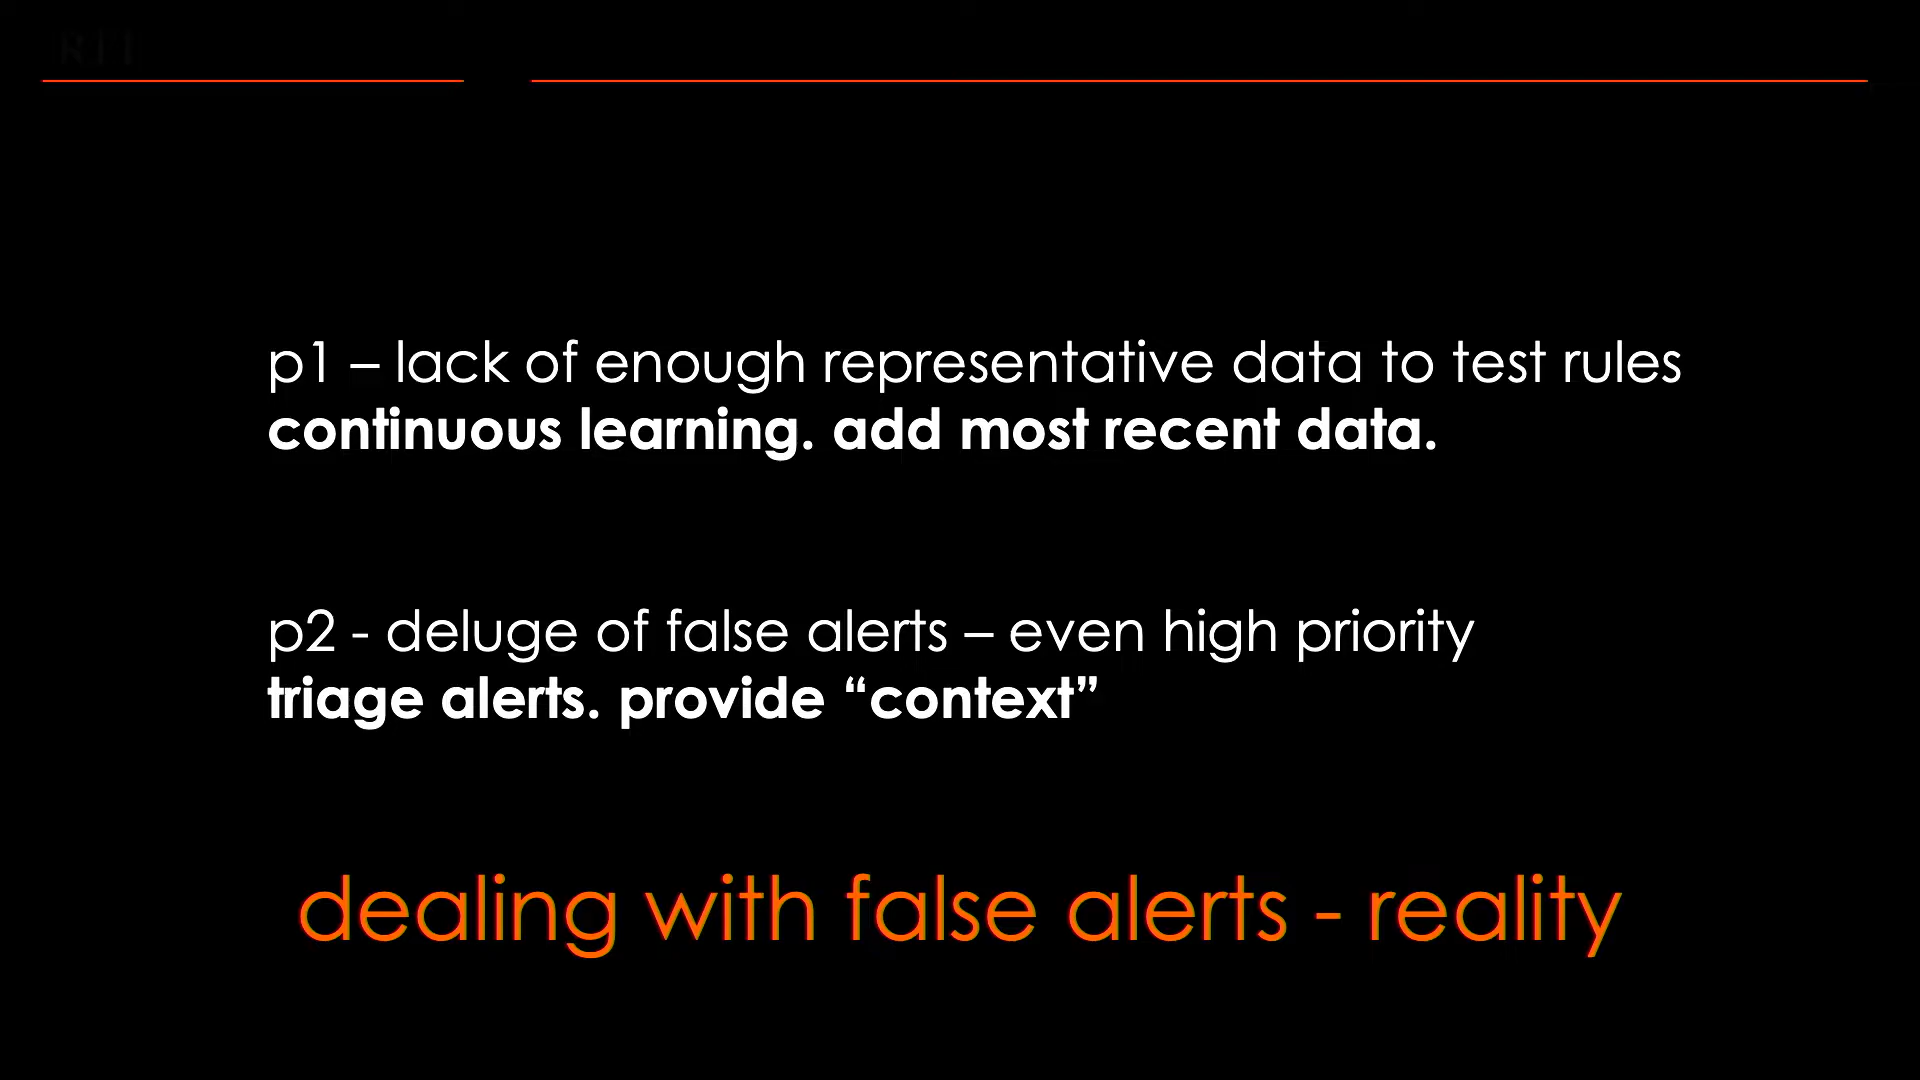 p1 – lack of enough representative data to test rules
continuous learning. add most recent data.
p2 - deluge of false alerts – even high priority
triage alerts. provide “context”
dealing with false alerts - reality